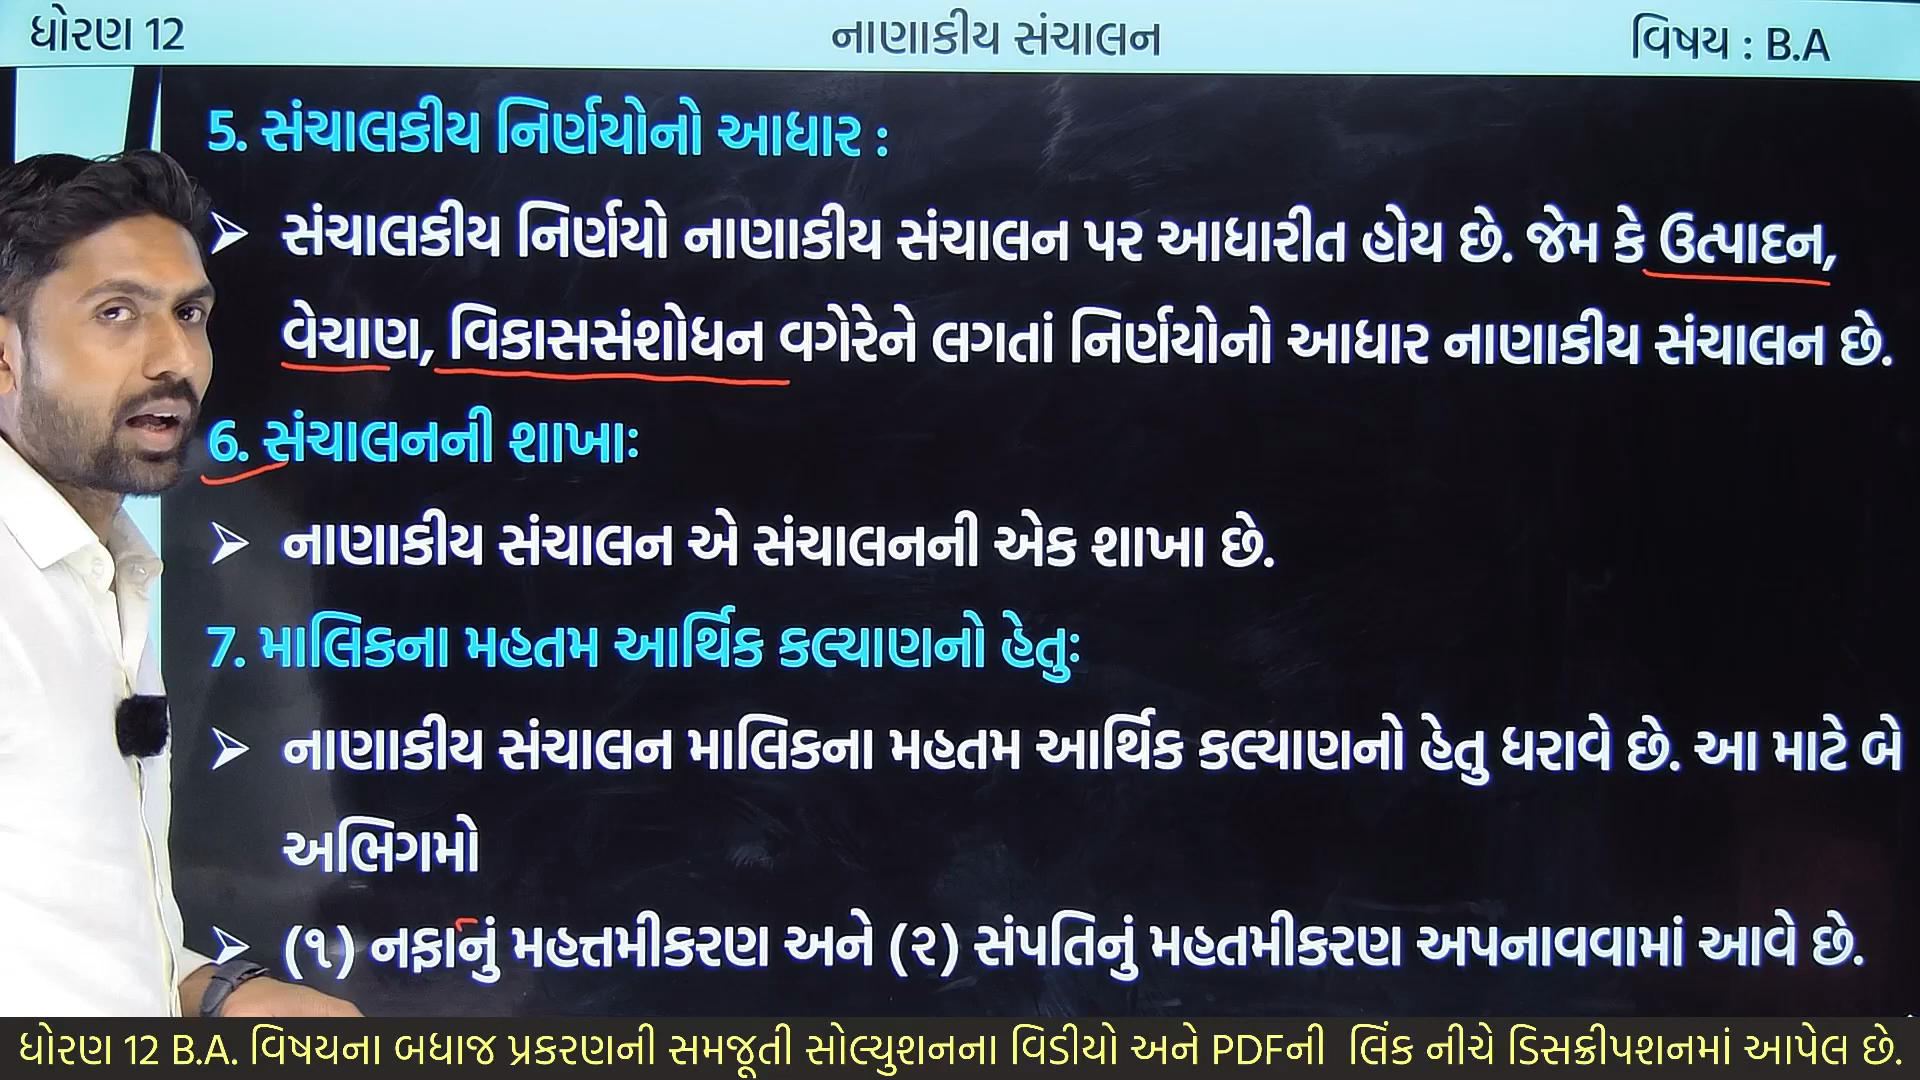 ધોરણ 12
નાણાકીય સંચાલન
વિષય : B.A
5. સંચાલકીય નિર્ણયોનો આધાર :
➢ સંચાલકીય નિર્ણયો નાણાકીય સંચાલન પર આધારીત હોય છે. જેમ કે ઉત્પાદન,
વેચાણ, વિકાસસંશોધન વગેરેને લગતાં નિર્ણયોનો આધાર નાણાકીય સંચાલન છે.
6. સંચાલનની શાખાઃ
➢ નાણાકીય સંચાલન એ સંચાલનની એક શાખા છે.
7. માલિકના મહતમ આર્થિક કલ્યાણનો હેતુઃ
➢ નાણાકીય સંચાલન માલિકના મહતમ આર્થિક કલ્યાણનો હેતુ ધરાવે છે. આ માટે બે
અભિગમો
➢ (૧) નફાનું મહત્તમીકરણ અને (૨) સંપતિનું મહતમીકરણ અપનાવવામાં આવે છે.
ધોરણ 12 B.A. વિષયના બધાજ પ્રકરણની સમજૂતી સોલ્યુશનના વિડીયો અને PDFની લિંક નીચે ડિસક્રીપશનમાં આપેલ છે.